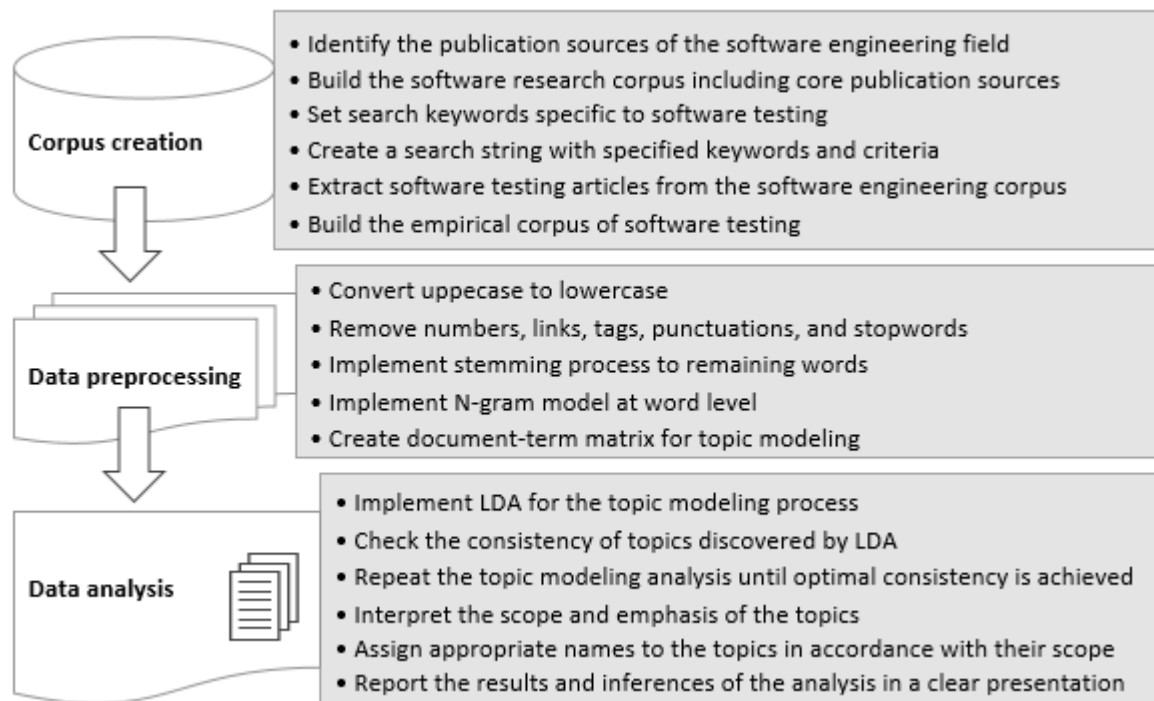 Corpus creation
• Identify the publication sources of the software engineering field
• Build the software research corpus including core publication sources
• Set search keywords specific to software testing
• Create a search string with specified keywords and criteria
• Extract software testing articles from the software engineering corpus
• Build the empirical corpus of software testing
Data preprocessing
• Convert uppecase to lowercase
• Remove numbers, links, tags, punctuations, and stopwords
• Implement stemming process to remaining words
• Implement N-gram model at word level
• Create document-term matrix for topic modeling
Data analysis
• Implement LDA for the topic modeling process
• Check the consistency of topics discovered by LDA
• Repeat the topic modeling analysis until optimal consistency is achieved
• Interpret the scope and emphasis of the topics
• Assign appropriate names to the topics in accordance with their scope
• Report the results and inferences of the analysis in a clear presentation